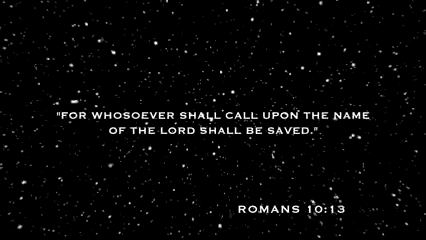 "FOR WHOSOEVER SHALL CALL UPON THE NAME
OF THE LORD SHALL BE SAVED."
ROMANS 10:13